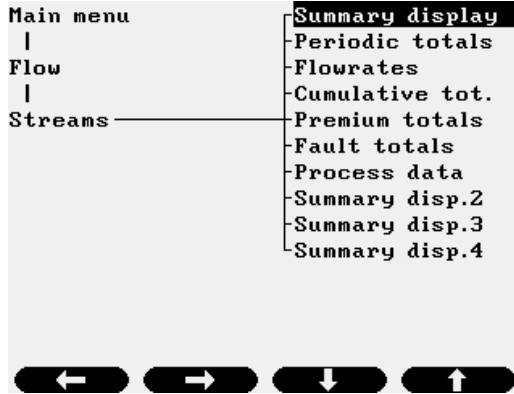 Main menu
|
Flow
|
Streams
Summary display
Periodic totals
Flowrates
Cumulative tot.
Premium totals
Fault totals
Process data
Summary disp.2
Summary disp.3
Summary disp.4